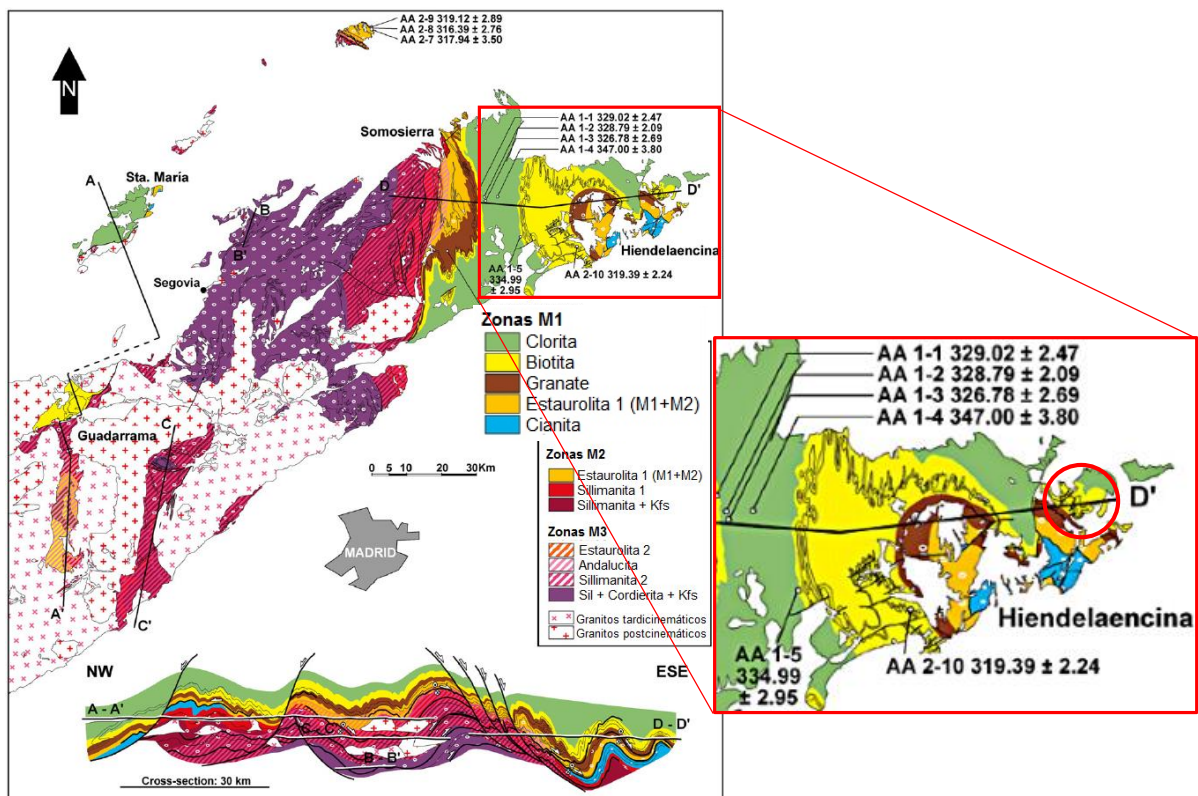 AA 2-9 319.12 ± 2.89
AA 2-8 316.39 ± 2.76
AA 2-7 317.94 ± 3.50
N
Somosierra
AA 1-1 329.02 ± 2.47
AA 1-2 328.79 ± 2.09
AA 1-3 326.78 ± 2.69
AA 1-4 347.00 ± 3.80
A
Sta. María
D
D'
B
B'
Hiendelaencina
Segovia
AA 1-5
334.99
± 2.95
AA 2-10 319.39 ± 2.24
Zonas M1
Clorita
Biotita
Granate
Estaurolita 1 (M1+M2)
Cianita
Guadarrama
C
0 5 10 20 30Km
MADRID
A'
C'
Zonas M2
Estaurolita 1 (M1+M2)
Sillimanita 1
Sillimanita + Kfs
Zonas M3
Estaurolita 2
Andalucita
Sillimanita 2
Sil + Cordierita + Kfs
Granitos tardicinemáticos
Granitos postcinemáticos
NW
ESE
A - A'
D - D'
C - C'
B - B'
Cross-section: 30 km
AA 1-1 329.02 ± 2.47
AA 1-2 328.79 ± 2.09
AA 1-3 326.78 ± 2.69
AA 1-4 347.00 ± 3.80
D'
Hiendelaencina
AA 1-5
334.99
± 2.95
AA 2-10 319.39 ± 2.24